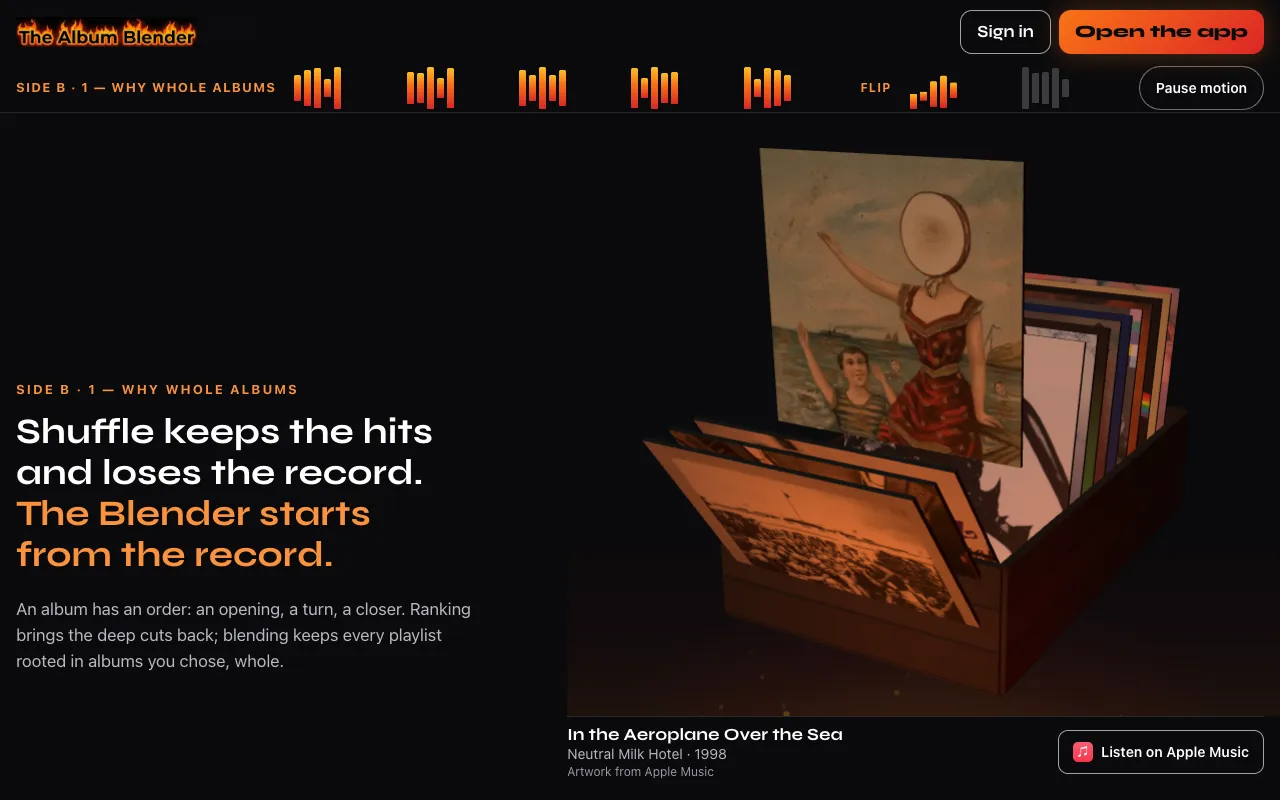 The Album Blender
Sign in
Open the app
SIDE B · 1 — WHY WHOLE ALBUMS
FLIP
Pause motion
SIDE B · 1 — WHY WHOLE ALBUMS
Shuffle keeps the hits
and loses the record.
The Blender starts
from the record.
An album has an order: an opening, a turn, a closer. Ranking
brings the deep cuts back; blending keeps every playlist
rooted in albums you chose, whole.
In the Aeroplane Over the Sea
Neutral Milk Hotel · 1998
Artwork from Apple Music
Listen on Apple Music